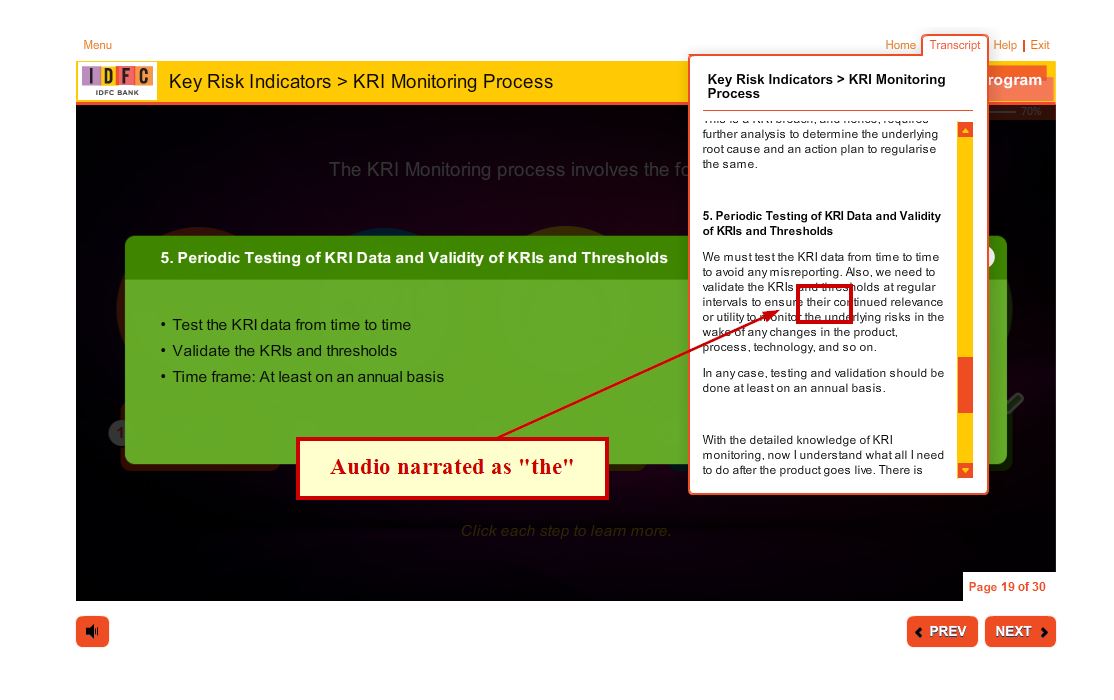 Menu
Home
Transcript
Help | Exit
IDFC
IDFC BANK
Key Risk Indicators > KRI Monitoring Process
rogram
70%
The KRI Monitoring process involves the fo
5. Periodic Testing of KRI Data and Validity of KRIs and Thresholds
• Test the KRI data from time to time
• Validate the KRIs and thresholds
• Time frame: At least on an annual basis
1
Audio narrated as "the"
Click each step to learn more.
Key Risk Indicators > KRI Monitoring
Process
This is a KRI breach, and hence, requires
further analysis to determine the underlying
root cause and an action plan to regularise
the same.
5. Periodic Testing of KRI Data and Validity
of KRIs and Thresholds
We must test the KRI data from time to time
to avoid any misreporting. Also, we need to
validate the KRIs and thresholds at regular
intervals to ensure their continued relevance
or utility to monitor the underlying risks in the
wake of any changes in the product,
process, technology, and so on.
In any case, testing and validation should be
done at least on an annual basis.
With the detailed knowledge of KRI
monitoring, now I understand what all I need
to do after the product goes live. There is
Page 19 of 30
PREV
NEXT